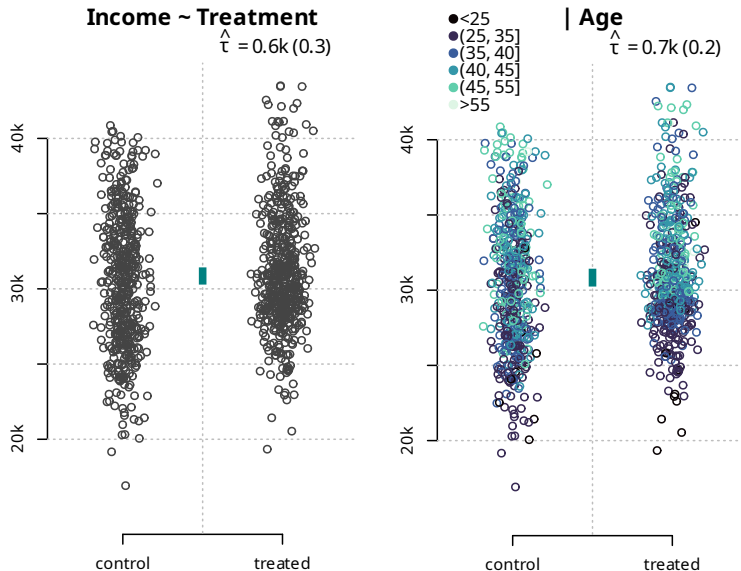 Income ~ Treatment
τ̂ = 0.6k (0.3)
40k
30k
20k
control treated
| Age
τ̂ = 0.7k (0.2)
<25
(25, 35]
(35, 40]
(40, 45]
(45, 55]
>55
40k
30k
20k
control treated